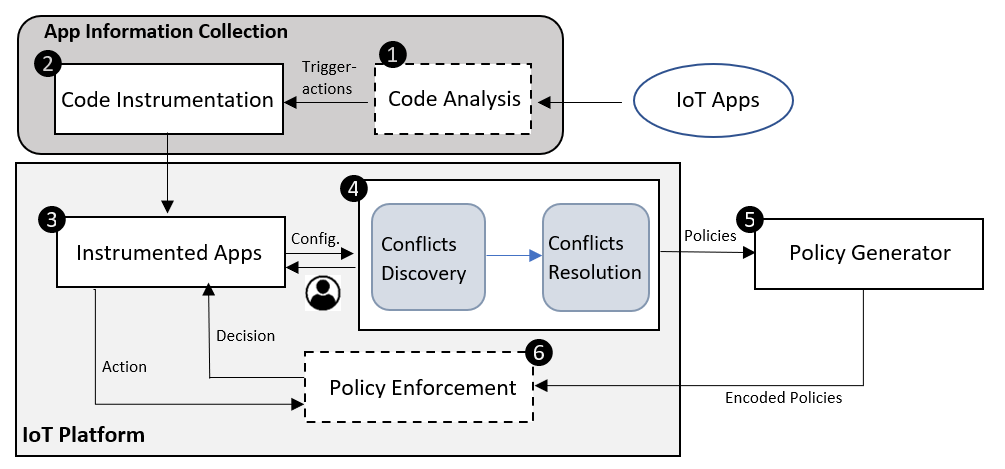 App Information Collection
1
2
Trigger-
actions
Code Instrumentation
Code Analysis
IoT Apps
3
4
5
Instrumented Apps
Config.
Conflicts
Discovery
Conflicts
Resolution
Policies
Policy Generator
Decision
6
Action
Policy Enforcement
Encoded Policies
IoT Platform